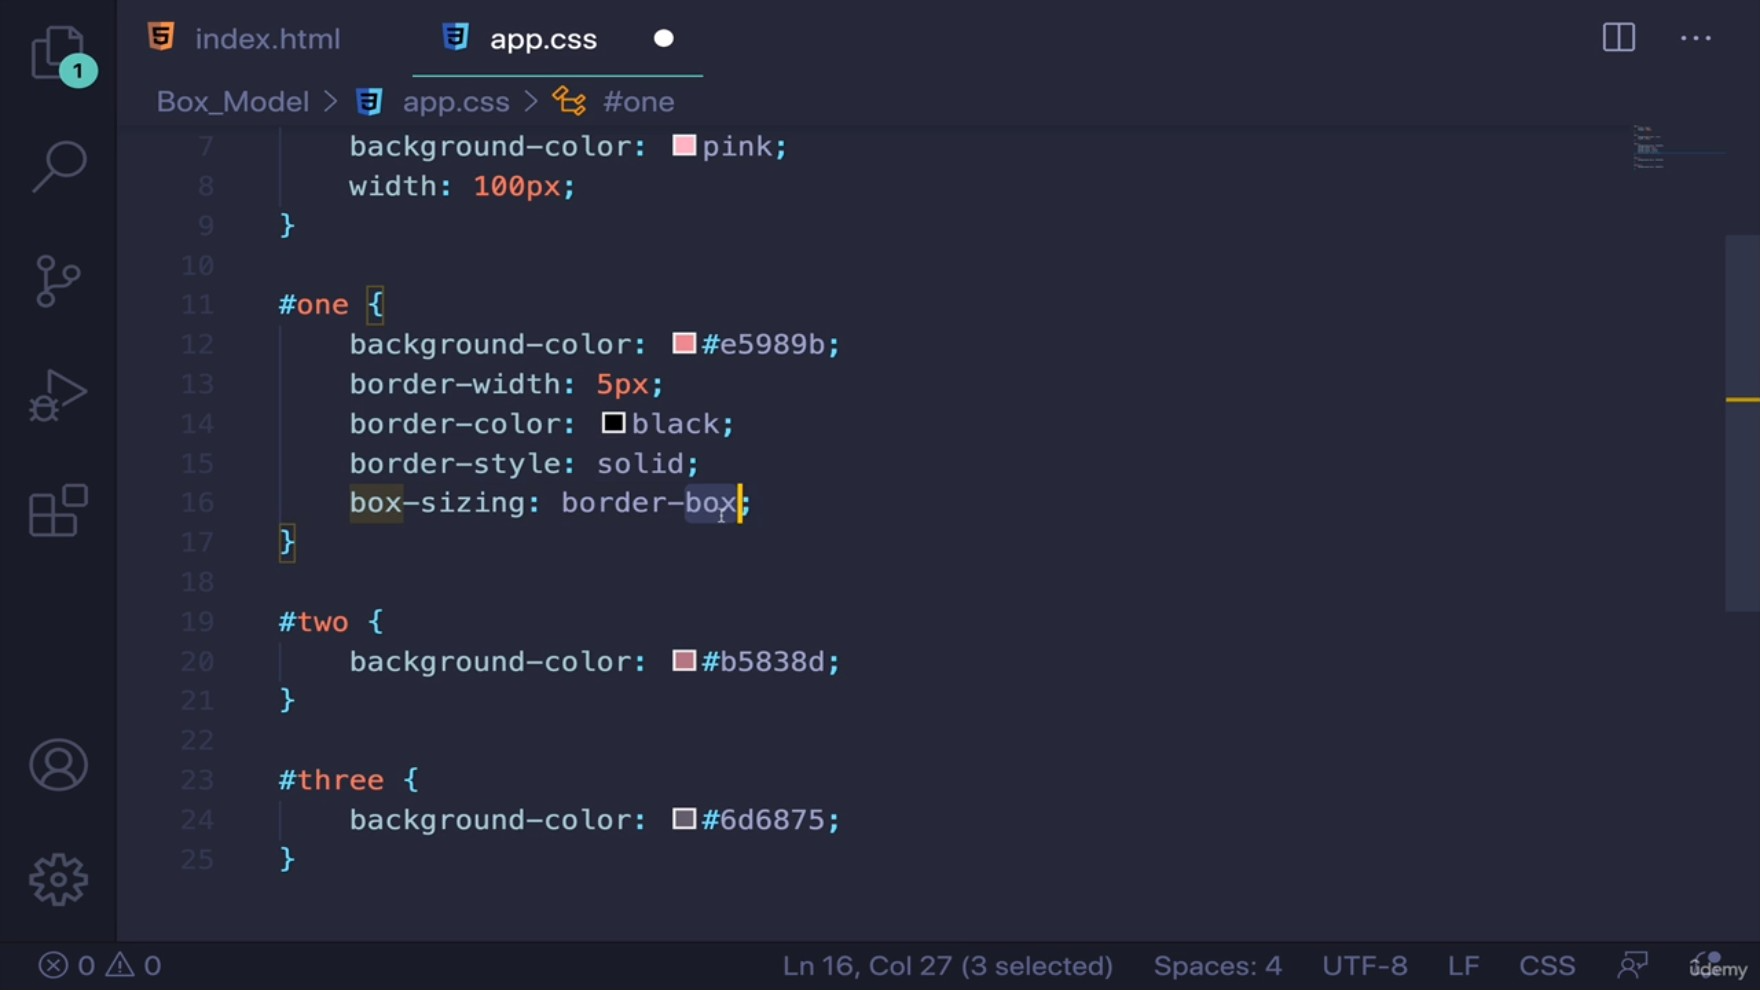 index.html app.css
1
Box_Model > app.css > #one
7 background-color: pink;
8 width: 100px;
9 }
10
11 #one {
12 background-color: #e5989b;
13 border-width: 5px;
14 border-color: black;
15 border-style: solid;
16 box-sizing: border-box;
17 }
18
19 #two {
20 background-color: #b5838d;
21 }
22
23 #three {
24 background-color: #6d6875;
25 }
0 0 Ln 16, Col 27 (3 selected) Spaces: 4 UTF-8 LF CSS
udemy